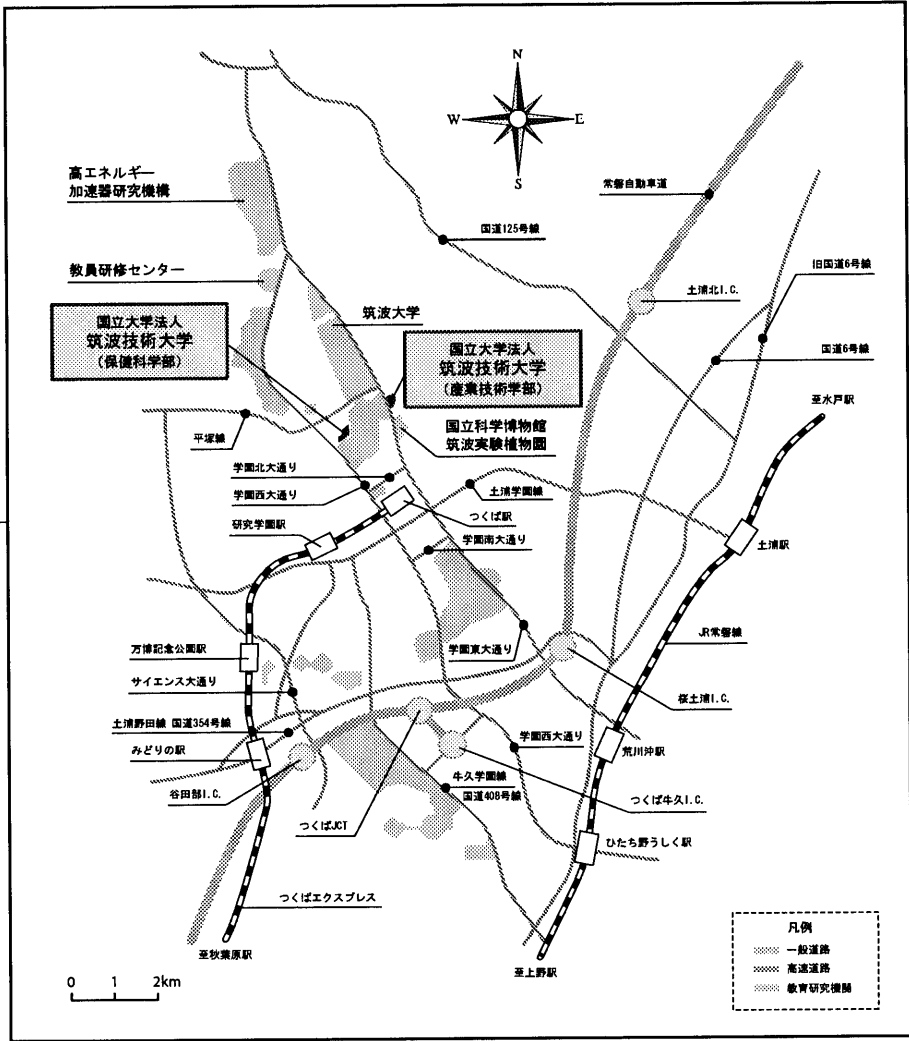 N
W
E
S
高エネルギー
加速器研究機構
常磐自動車道
国道125号線
教員研修センター
旧国道6号線
土浦北I.C.
筑波大学
国立大学法人
筑波技術大学
(保健科学部)
国立大学法人
筑波技術大学
(産業技術学部)
国道6号線
至水戸駅
国立科学博物館
筑波実験植物園
平塚線
学園北大通り
学園西大通り
土浦学園線
つくば駅
研究学園駅
学園南大通り
土浦駅
JR常磐線
学園東大通り
万博記念公園駅
サイエンス大通り
桜土浦I.C.
土浦野田線 国道354号線
学園西大通り
みどりの駅
荒川沖駅
谷田部I.C.
牛久学園線
国道408号線
つくば牛久I.C.
つくばJCT
ひたち野うしく駅
つくばエクスプレス
至秋葉原駅
至上野駅
0 1 2km
凡例
一般道路
高速道路
教育研究機関